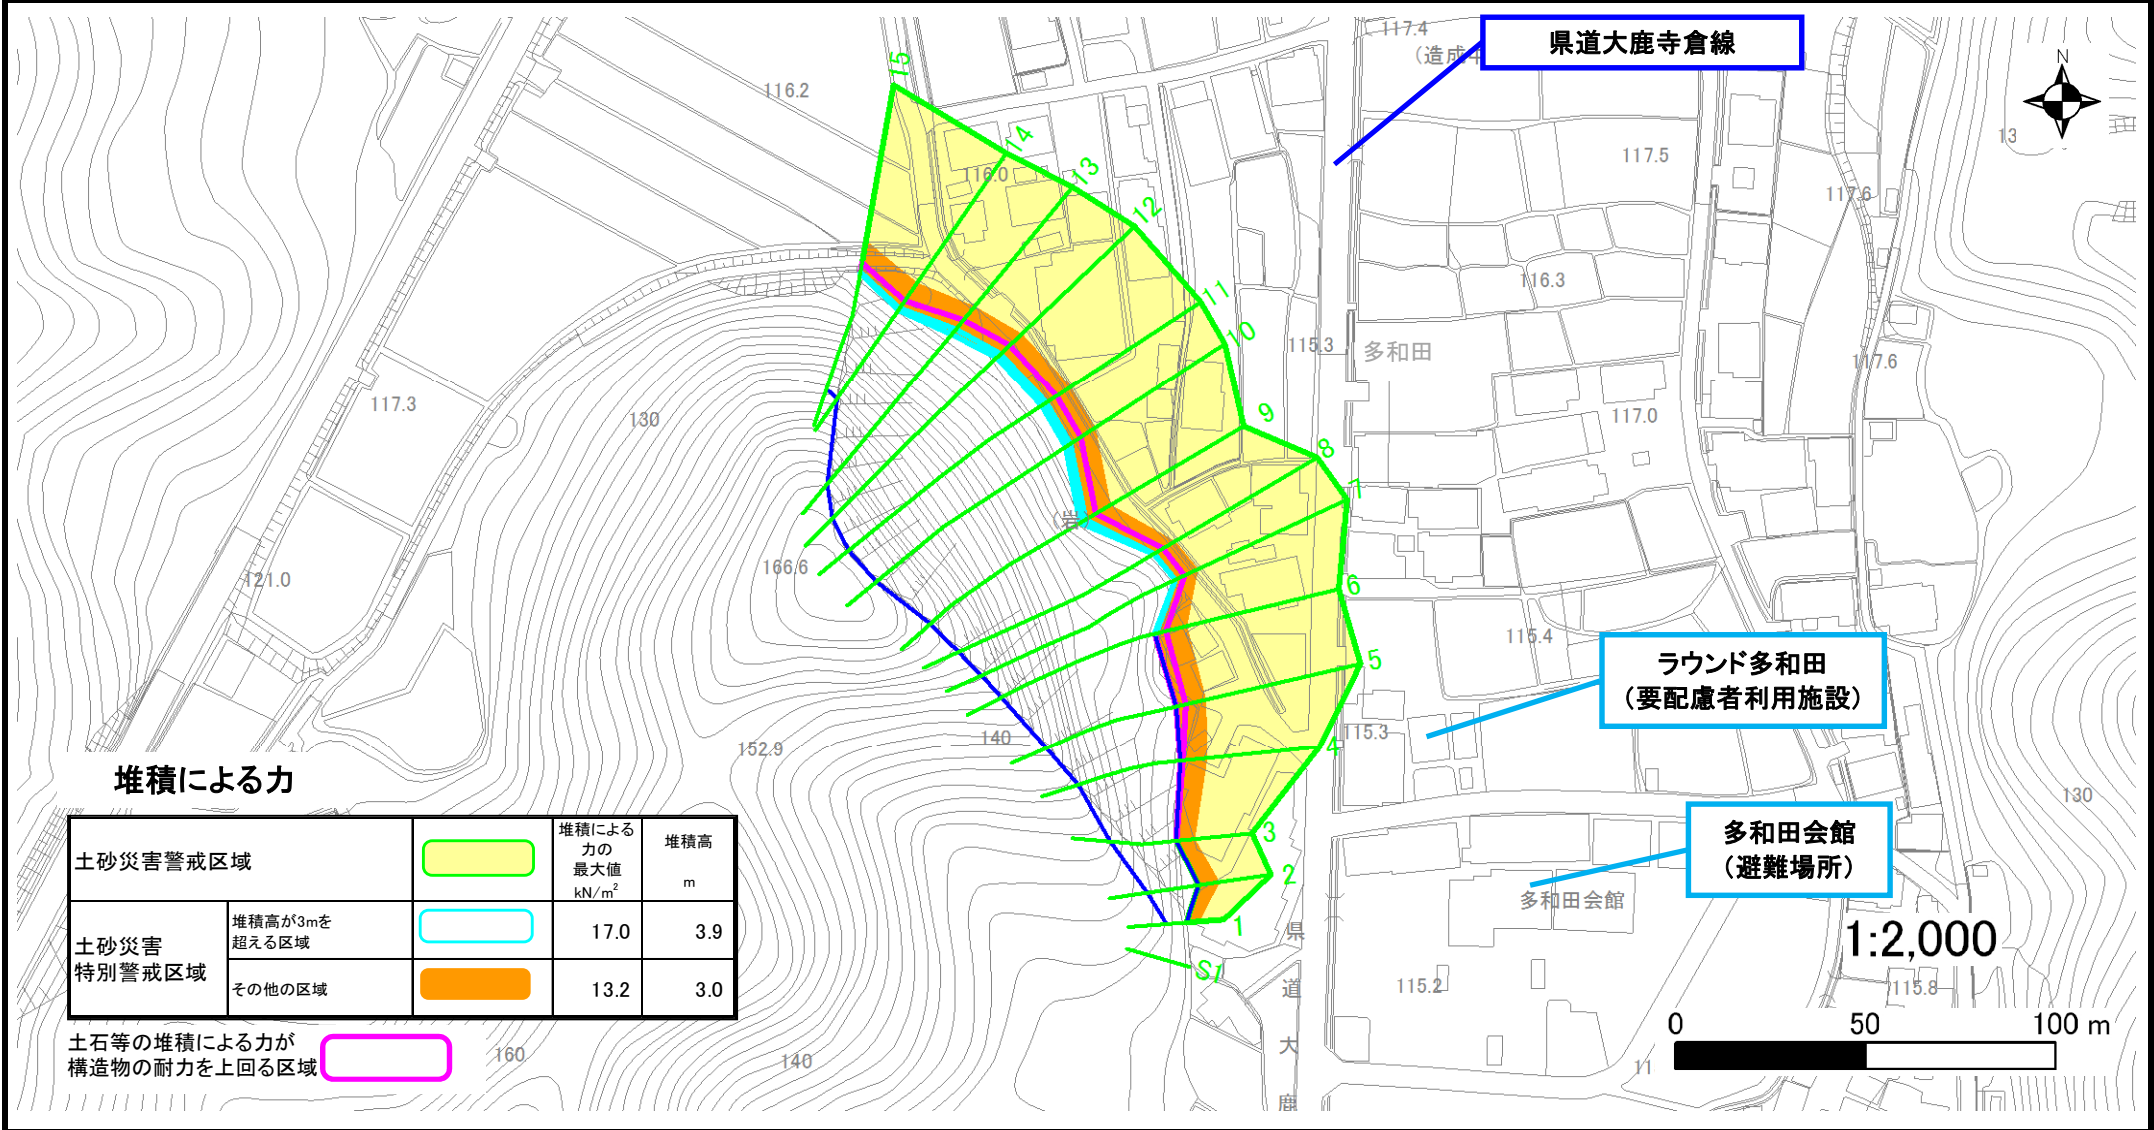 県道大鹿寺倉線
117.4
(造成中
N
13
15
116.2
14
116.0
13
117.5
117.6
12
11
116.3
10
115.3
多和田
117.6
117.3
130
9
117.0
8
7
(岩)
166.6
121.0
6
115.4
5
ラウンド多和田
(要配慮者利用施設)
140
152.9
4
115.3
130
3
多和田会館
(避難場所)
2
多和田会館
1
県
道
大
鹿
S1
115.2
115.8
1:2,000
0 50 100 m
11
160
140
堆積による力
土砂災害警戒区域
堆積による
力の
最大値
kN/m²
堆積高
m
土砂災害
特別警戒区域
堆積高が3mを
超える区域
17.0
3.9
その他の区域
13.2
3.0
土石等の堆積による力が
構造物の耐力を上回る区域